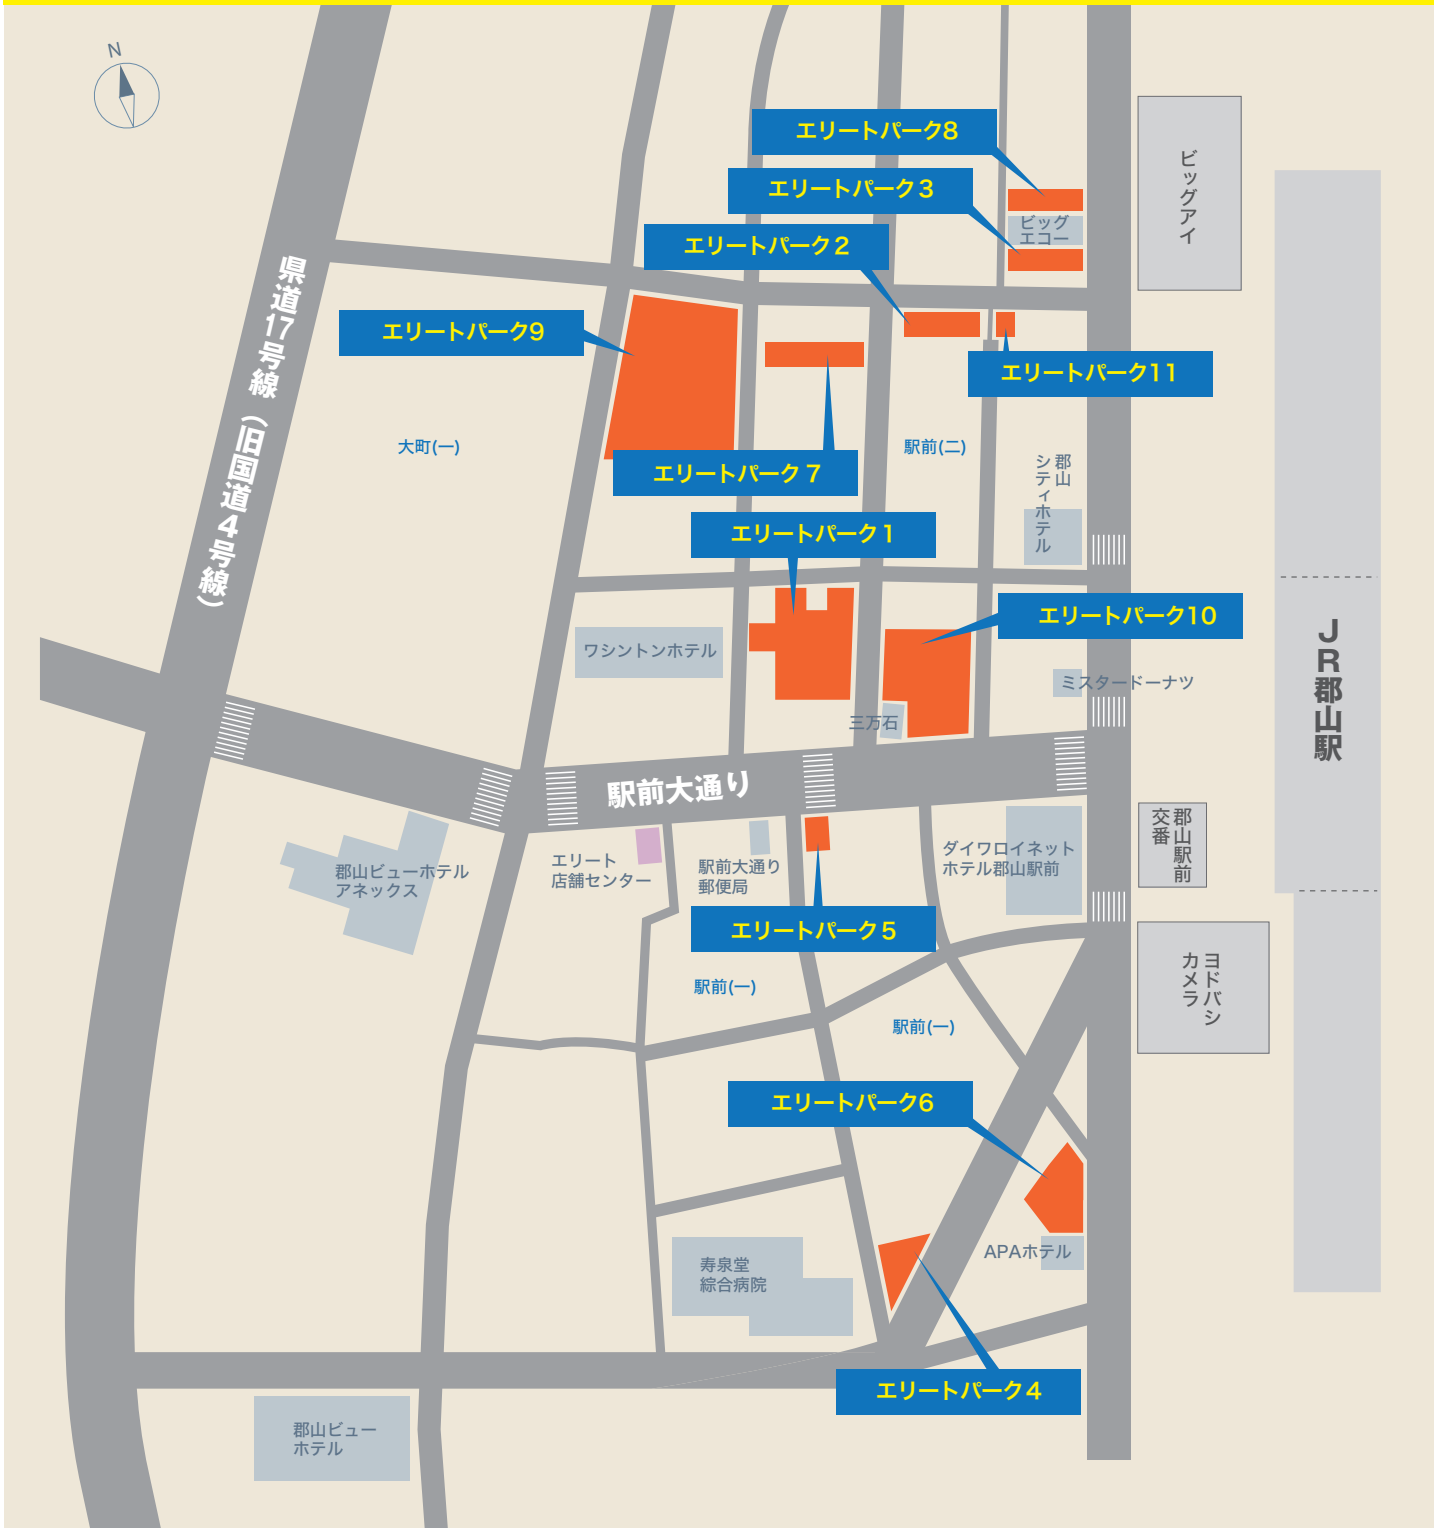 N
エリートパーク8
エリートパーク３
エリートパーク２
ビッグ
エコー
ビッグアイ
県道17号線（旧国道４号線）
エリートパーク9
エリートパーク11
大町(一)
駅前(二)
エリートパーク７
郡山
シティホテル
エリートパーク１
エリートパーク10
ワシントンホテル
ミスタードーナツ
三万石
ＪＲ郡山駅
駅前大通り
郡山ビューホテル
アネックス
エリート
店舗センター
駅前大通り
郵便局
ダイワロイネット
ホテル郡山駅前
郡山駅前
交番
エリートパーク５
ヨドバシ
カメラ
駅前(一)
駅前(一)
エリートパーク6
APAホテル
寿泉堂
綜合病院
エリートパーク４
郡山ビュー
ホテル